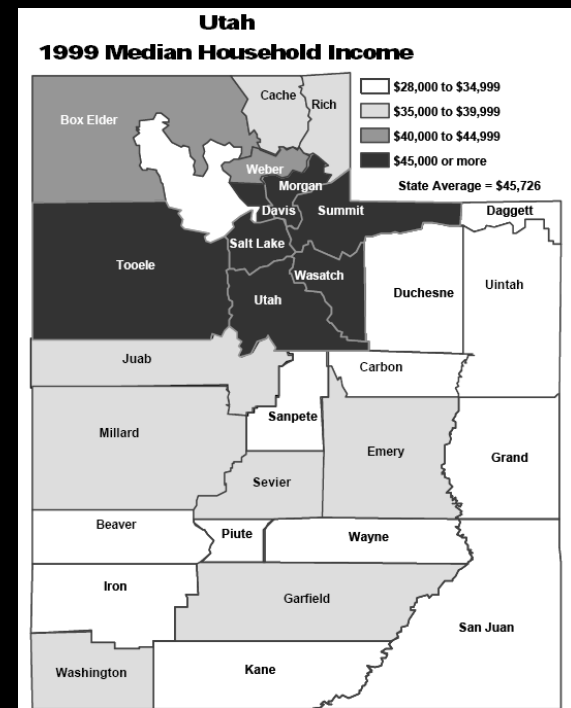 Utah
1999 Median Household Income
$28,000 to $34,999
$35,000 to $39,999
$40,000 to $44,999
$45,000 or more
State Average = $45,726
Cache
Rich
Box Elder
Weber
Morgan
Davis
Summit
Daggett
Salt Lake
Tooele
Wasatch
Uintah
Duchesne
Utah
Juab
Carbon
Sanpete
Millard
Emery
Grand
Sevier
Beaver
Piute
Wayne
Iron
Garfield
San Juan
Washington
Kane